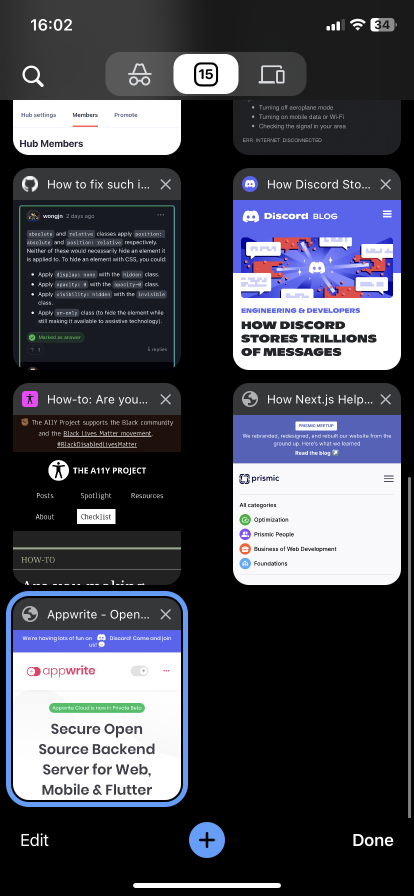 16:02
34
15
Hub settings
Members
Promote
Hub Members
Turning off aeroplane mode
Turning on mobile data or Wi-Fi
Checking the signal in your area
ERR_INTERNET_DISCONNECTED
How to fix such i...
wongjn 2 days ago
absolute and relative classes apply position:
absolute and position: relative respectively.
Neither of these would necessarily hide an element it
is applied to. To hide an element with CSS, you could:
Apply display: none with the hidden class.
Apply opacity: 0 with the opacity-0 class.
Apply visibility: hidden with the invisible
class.
Apply sr-only class (to hide the element while
still making it available to assistive technology).
Marked as answer
1
5 replies
How Discord Sto...
Discord BLOG
ENGINEERING & DEVELOPERS
HOW DISCORD
STORES TRILLIONS
OF MESSAGES
How-to: Are you...
The A11Y Project supports the Black community
and the Black Lives Matter movement.
#BlackDisabledLivesMatter
THE A11Y PROJECT
Posts
Spotlight
Resources
About
Checklist
HOW-TO
Are you making
How Next.js Help...
PRISMIC MEETUP
We rebranded, redesigned, and rebuilt our website from the
ground up. Here's what we learned
Read the blog
prismic
All categories
Optimization
Prismic People
Business of Web Development
Foundations
Appwrite - Open...
We're having lots of fun on Discord! Come and join
us!
appwrite
Appwrite Cloud is now in Private Beta
Secure Open
Source Backend
Server for Web,
Mobile & Flutter
Edit
Done